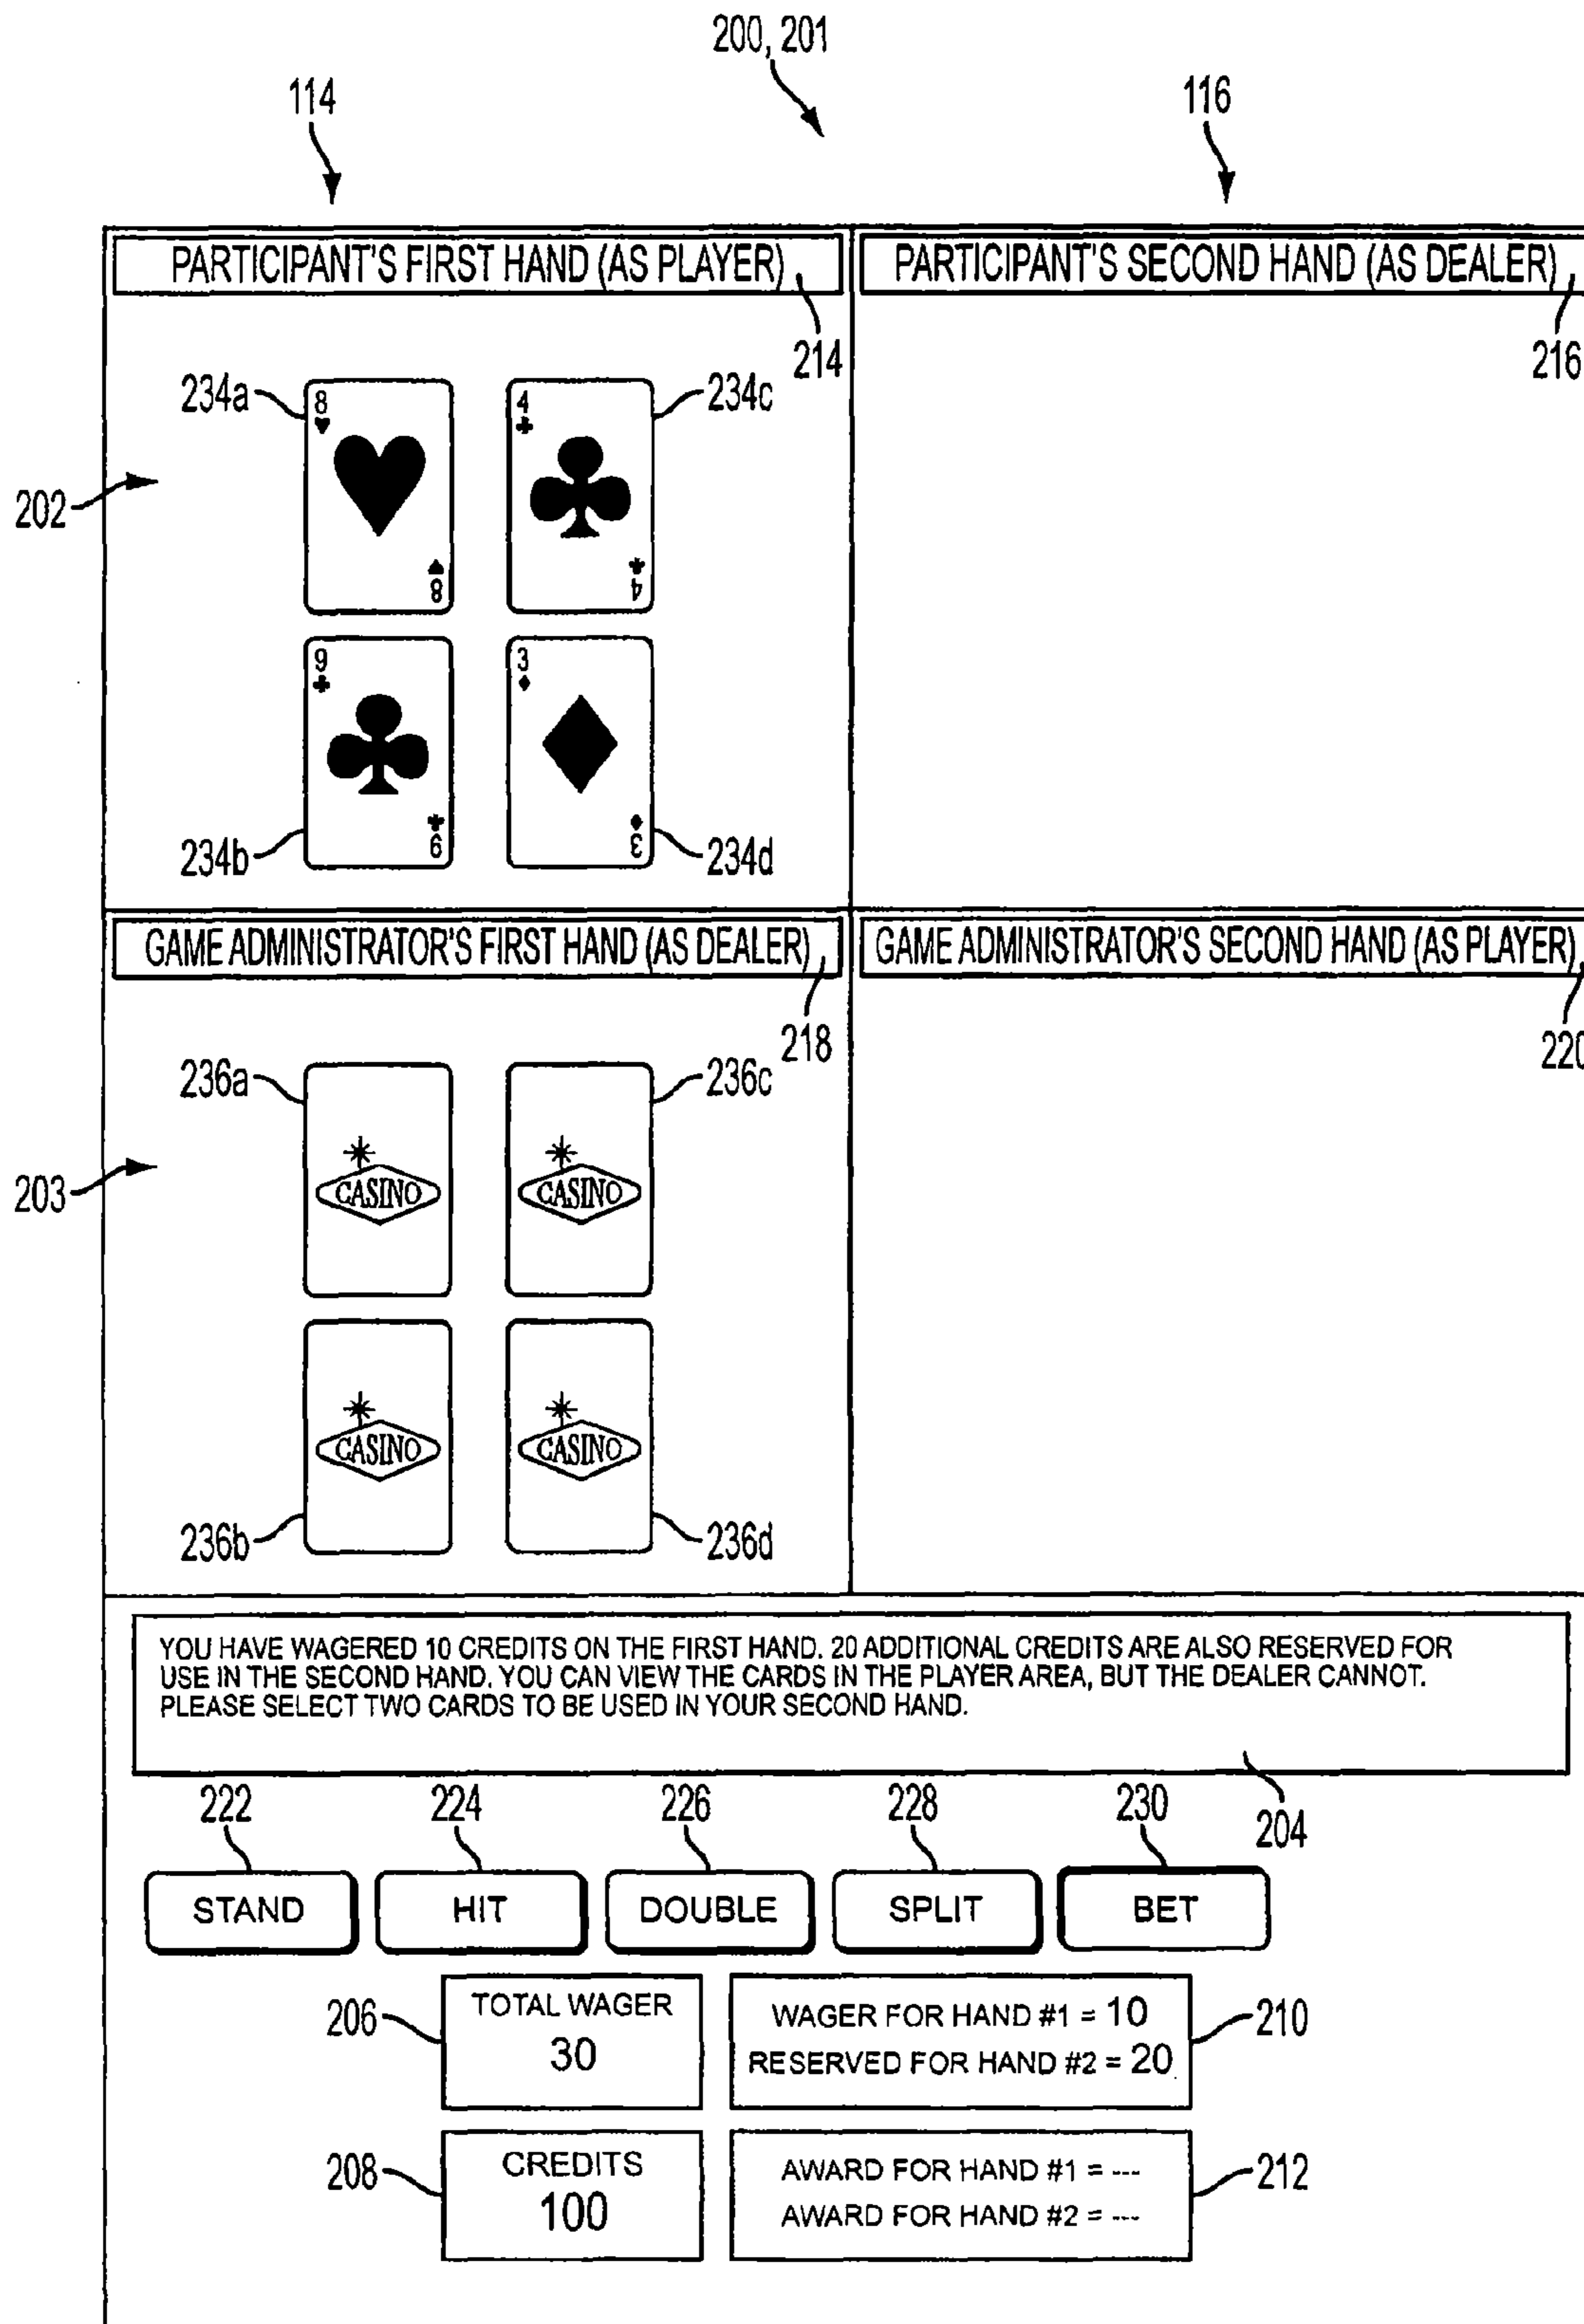 200, 201
114
116
PARTICIPANT'S FIRST HAND (AS PLAYER)
PARTICIPANT'S SECOND HAND (AS DEALER)
214
216
234a
8
8
4
4
234c
202
9
9
3
3
234b
234d
GAME ADMINISTRATOR'S FIRST HAND (AS DEALER)
GAME ADMINISTRATOR'S SECOND HAND (AS PLAYER)
218
220
236a
236c
CASINO
CASINO
203
CASINO
CASINO
236b
236d
YOU HAVE WAGERED 10 CREDITS ON THE FIRST HAND. 20 ADDITIONAL CREDITS ARE ALSO RESERVED FOR
USE IN THE SECOND HAND. YOU CAN VIEW THE CARDS IN THE PLAYER AREA, BUT THE DEALER CANNOT.
PLEASE SELECT TWO CARDS TO BE USED IN YOUR SECOND HAND.
204
222
224
226
228
230
STAND
HIT
DOUBLE
SPLIT
BET
206
TOTAL WAGER
30
WAGER FOR HAND #1 = 10
RESERVED FOR HAND #2 = 20
210
208
CREDITS
100
AWARD FOR HAND #1 = ---
AWARD FOR HAND #2 = ---
212